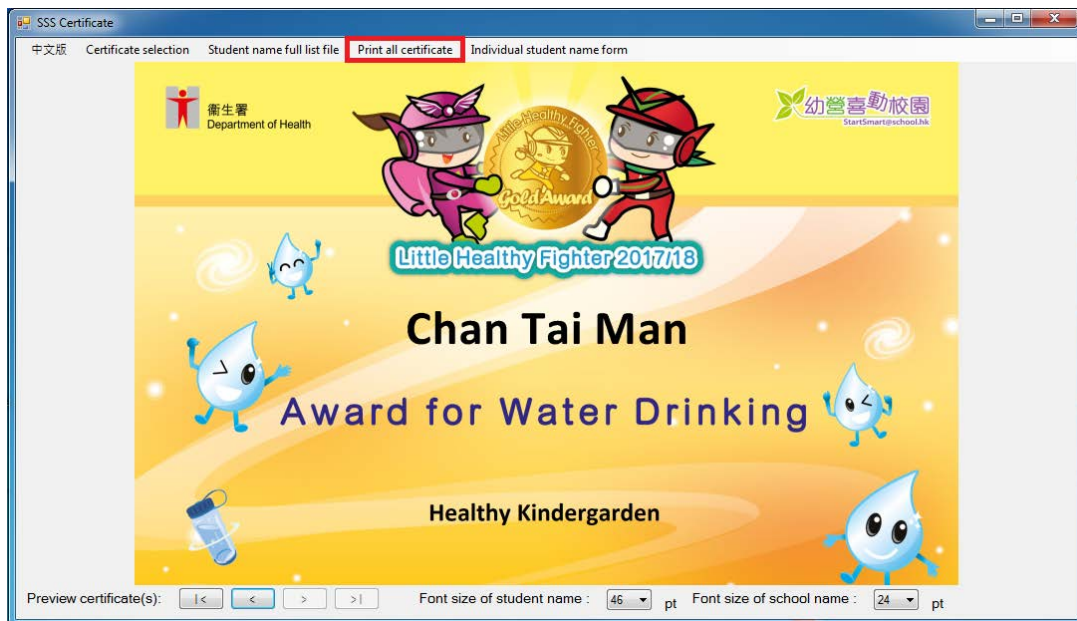 SSS Certificate
中文版 Certificate selection Student name full list file Print all certificate Individual student name form
衞生署
Department of Health
幼營喜動校園
StartSmart@school.hk
Little Healthy Fighter
Gold Award
Little Healthy Fighter 2017/18
Chan Tai Man
Award for Water Drinking
Healthy Kindergarden
Preview certificate(s): |< < > >| Font size of student name : 46 pt Font size of school name : 24 pt